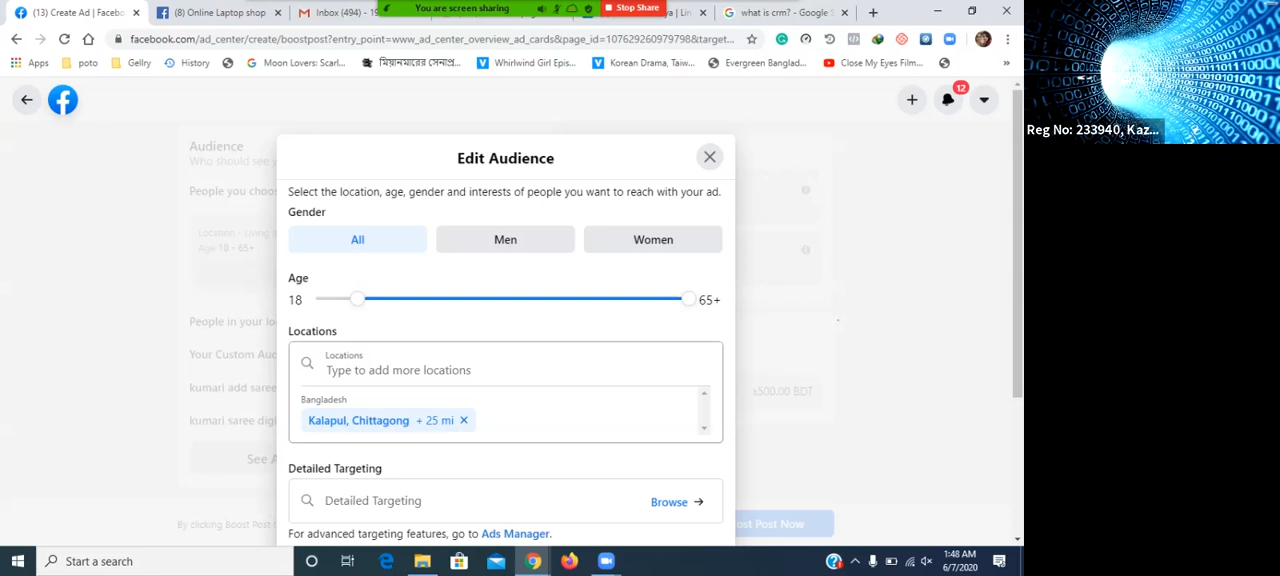 (13) Create Ad | Facebo
(8) Online Laptop shop
Inbox (494) - 19
You are screen sharing
Stop Share
what is crm? - Google S
facebook.com/ad_center/create/boostpost?entry_point=www_ad_center_overview_ad_cards&page_id=107629260979798&target...
Apps
poto
Gellry
History
Moon Lovers: Scarl...
মিয়ানমারের সেনাপ্র...
Whirlwind Girl Epis...
Korean Drama, Taiw...
Evergreen Banglad...
Close My Eyes Film...
»
12
Reg No: 233940, Kaz...
Audience
Who should see y
People you choos
Location - Living
Age 18 - 65+
People in your lo
Your Custom Aud
kumari add saree
kumari saree digi
See A
By clicking Boost Post
৳500.00 BDT
ost Post Now
Edit Audience
Select the location, age, gender and interests of people you want to reach with your ad.
Gender
All
Men
Women
Age
18
65+
Locations
Locations
Type to add more locations
Bangladesh
Kalapul, Chittagong + 25 mi
Detailed Targeting
Detailed Targeting
Browse
For advanced targeting features, go to Ads Manager.
Start a search
1:48 AM
6/7/2020